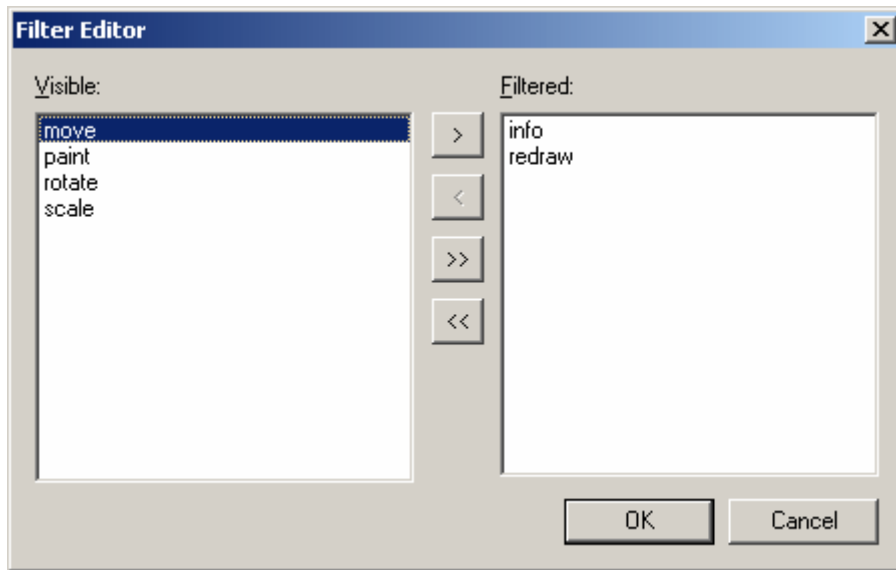 Filter Editor
Visible:
move
paint
rotate
scale
>
<
>>
<<
Filtered:
info
redraw
OK
Cancel